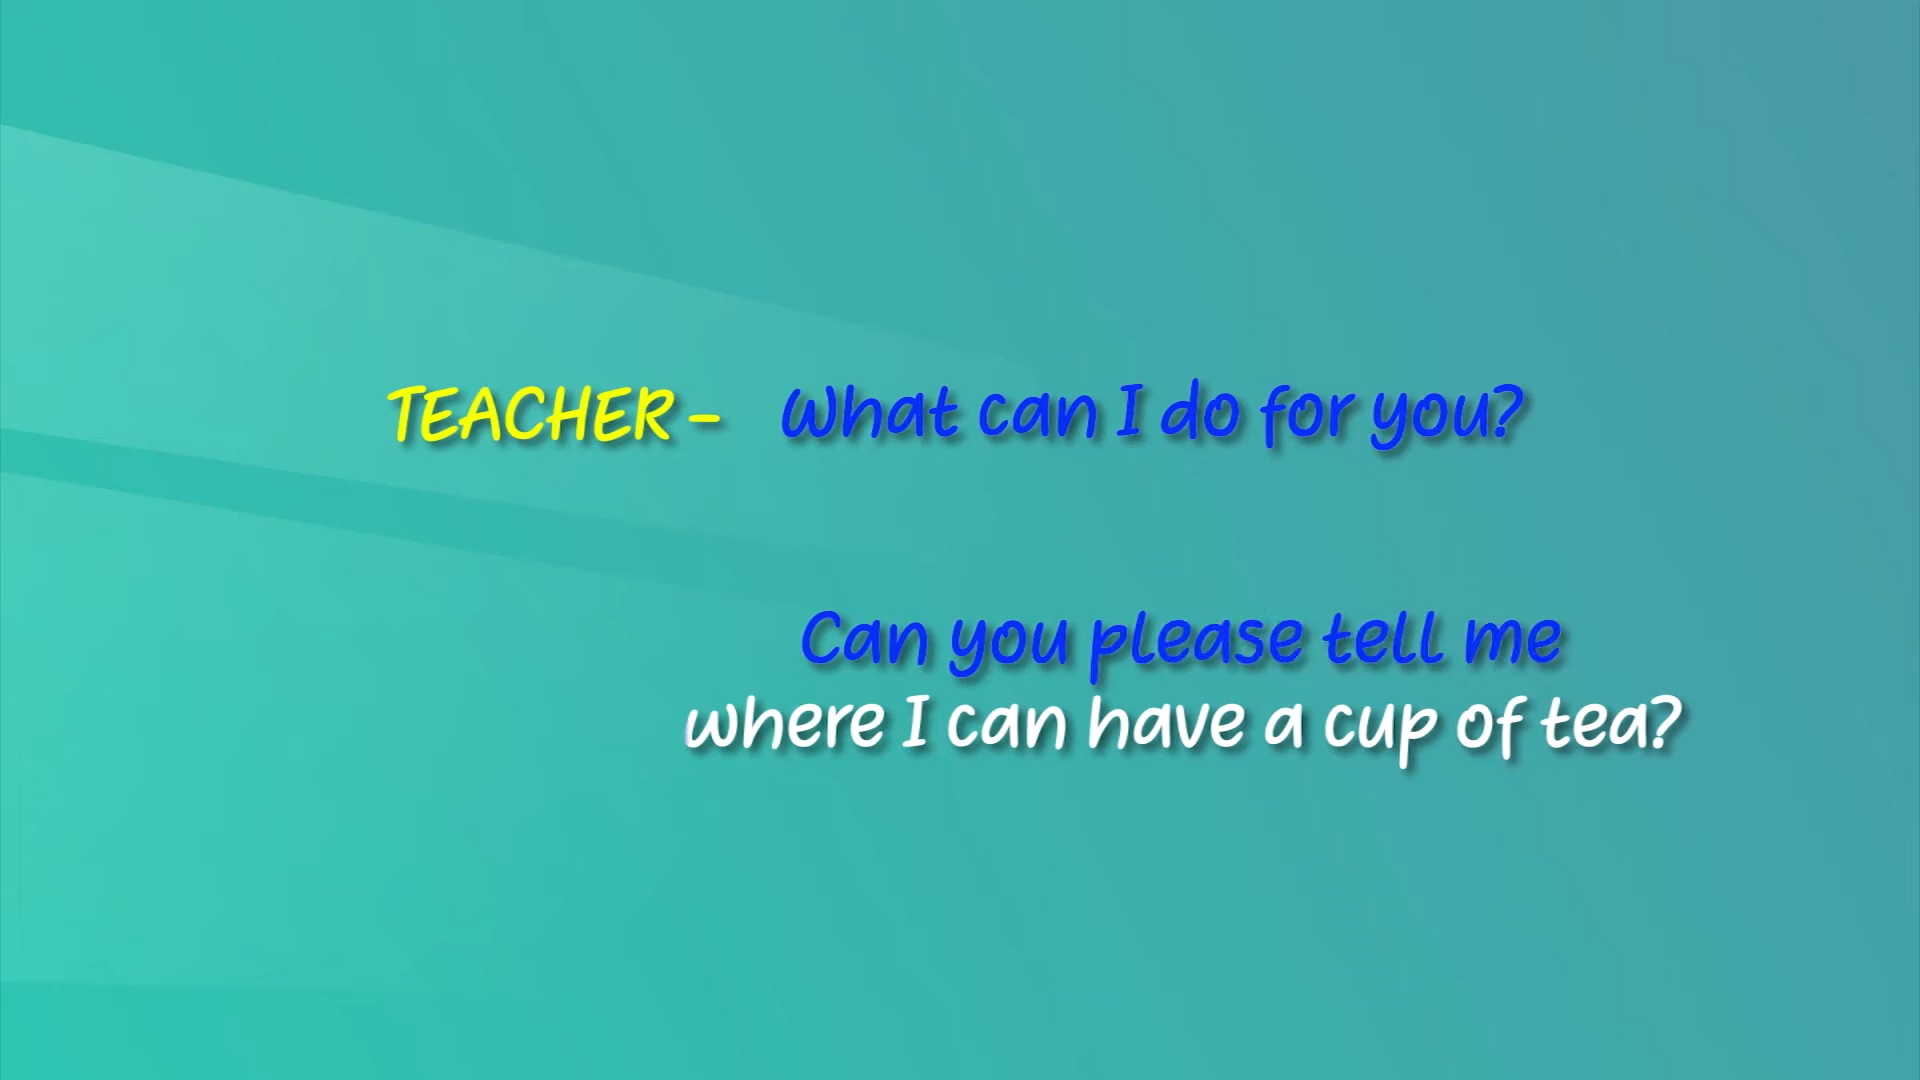 TEACHER - What can I do for you?
Can you please tell me
where I can have a cup of tea?